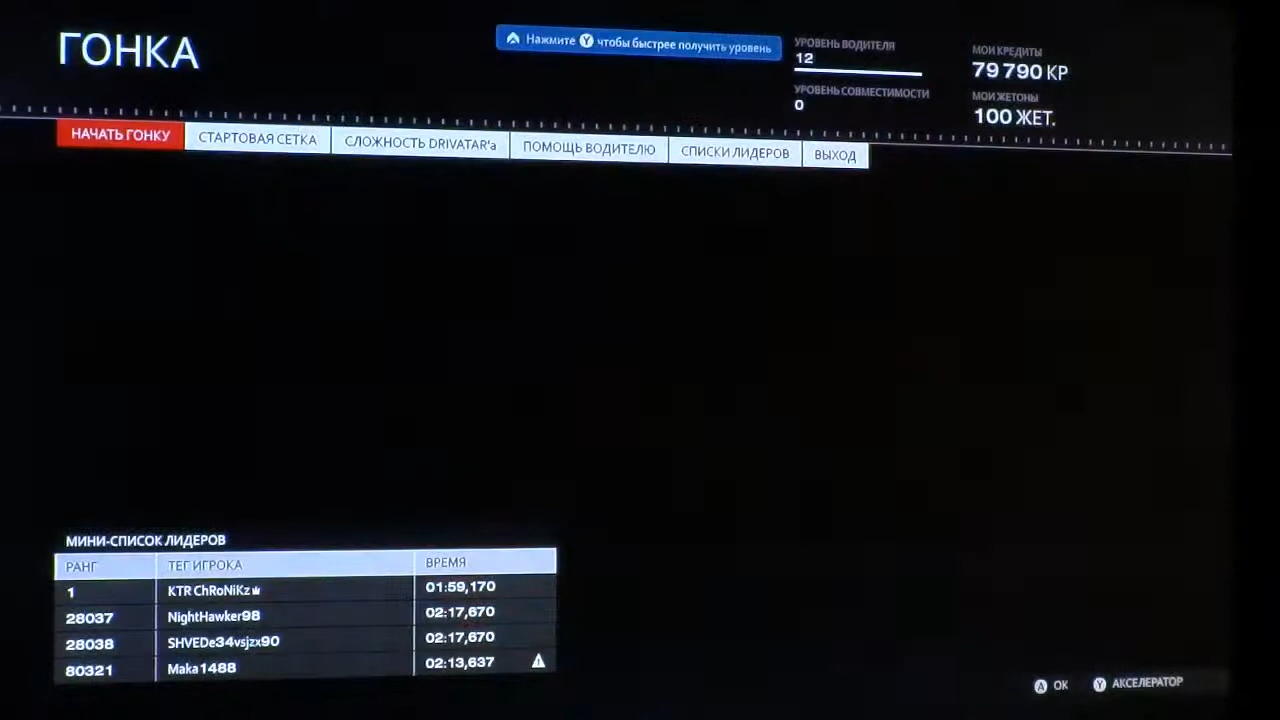 ГОНКА
Нажмите Y чтобы быстрее получить уровень
УРОВЕНЬ ВОДИТЕЛЯ
12
УРОВЕНЬ СОВМЕСТИМОСТИ
0
МОИ КРЕДИТЫ
79 790 КР
МОИ ЖЕТОНЫ
100 ЖЕТ.
НАЧАТЬ ГОНКУ СТАРТОВАЯ СЕТКА СЛОЖНОСТЬ DRIVATAR'а ПОМОЩЬ ВОДИТЕЛЮ СПИСКИ ЛИДЕРОВ ВЫХОД
МИНИ-СПИСОК ЛИДЕРОВ
РАНГ ТЕГ ИГРОКА ВРЕМЯ
1 KTR ChRoNiKz 01:59,170
28037 NightHawker98 02:17,670
28038 SHVEDe34vsjzx90 02:17,670
80321 Maka1488 02:13,637
A ОК Y АКСЕЛЕРАТОР